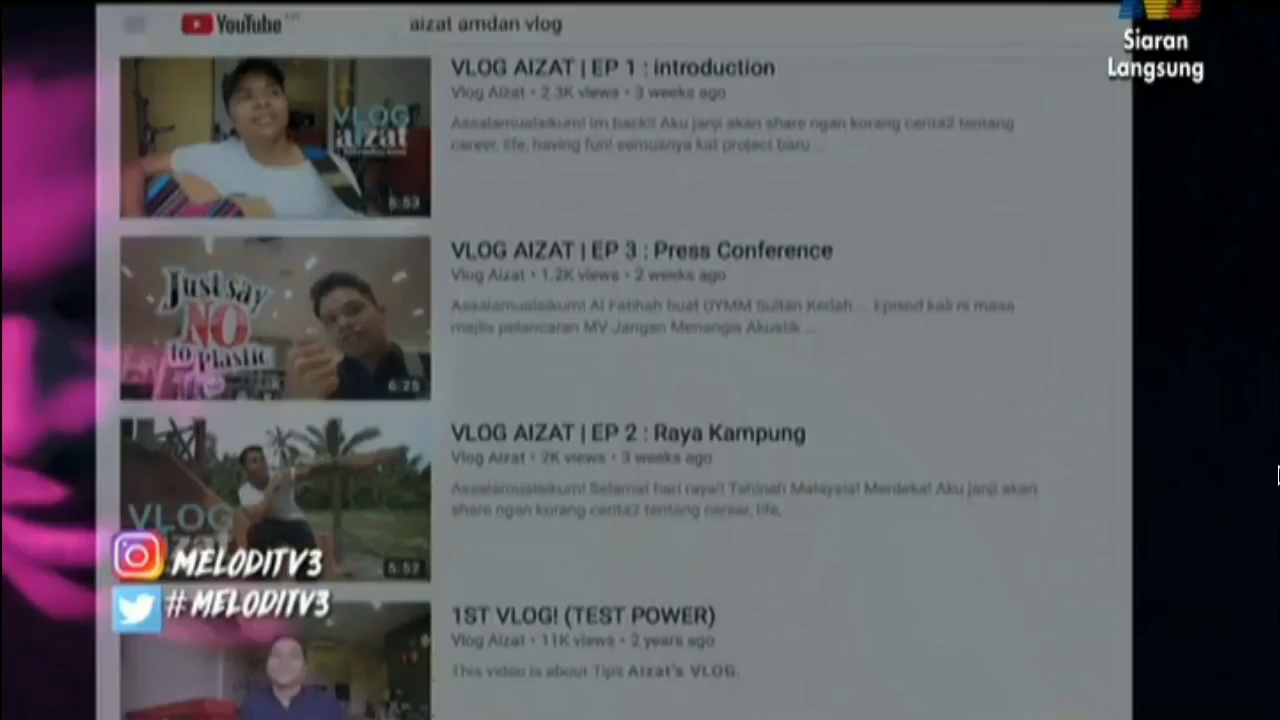 YouTube
aizat amdan vlog
Siaran
Langsung
VLOG AIZAT | EP 1 : introduction
Vlog Aizat • 2.3K views • 3 weeks ago
Assalamualaikum! Im back!! Aku janji akan share ngan korang cerita2 tentang
career, life, having fun! semuanya kat project baru ...
VLOG
aizat
5:53
VLOG AIZAT | EP 3 : Press Conference
Vlog Aizat • 1.2K views • 2 weeks ago
Assalamualaikum! Al Fatihah buat DYMM Sultan Kedah ... Episod kali ni masa
majlis pelancaran MV Jangan Menangis Akustik ...
Just say
NO
to plastic
6:25
VLOG AIZAT | EP 2 : Raya Kampung
Vlog Aizat • 2K views • 3 weeks ago
Assalamualaikum! Selamat hari raya!! Tahinah Malaysia! Merdeka! Aku janji akan
share ngan korang cerita2 tentang career, life,
VLOG
5:52
MELODITV3
#MELODITV3
1ST VLOG! (TEST POWER)
Vlog Aizat • 11K views • 2 years ago
This video is about Tips Aizat's VLOG.